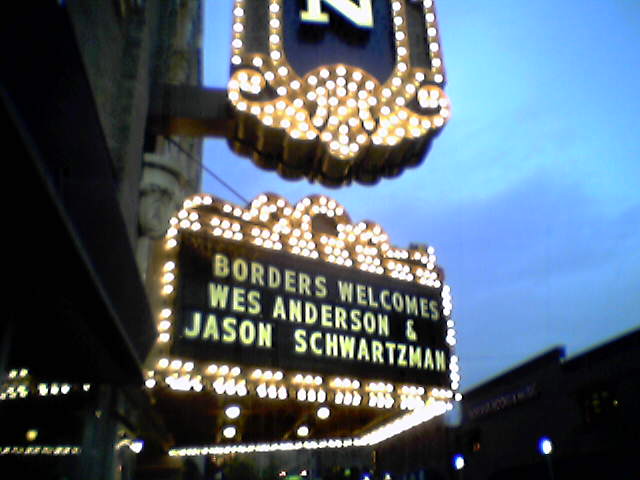 N
BORDERS WELCOMES
WES ANDERSON &
JASON SCHWARTZMAN